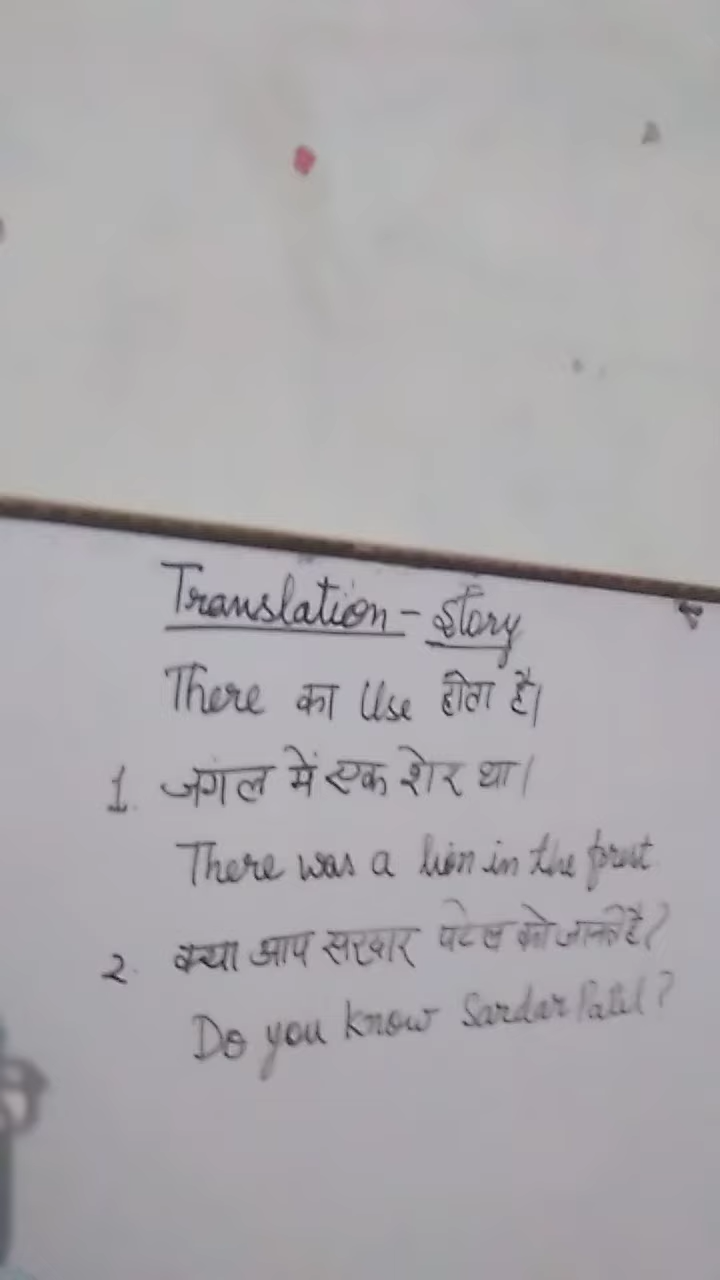 Translation - Story
There का Use होता है।
1. जगंल में एक शेर था।
There was a lion in the forest
2. क्या आप सरदार पटेल को जानते है?
Do you know Sardar Patel?